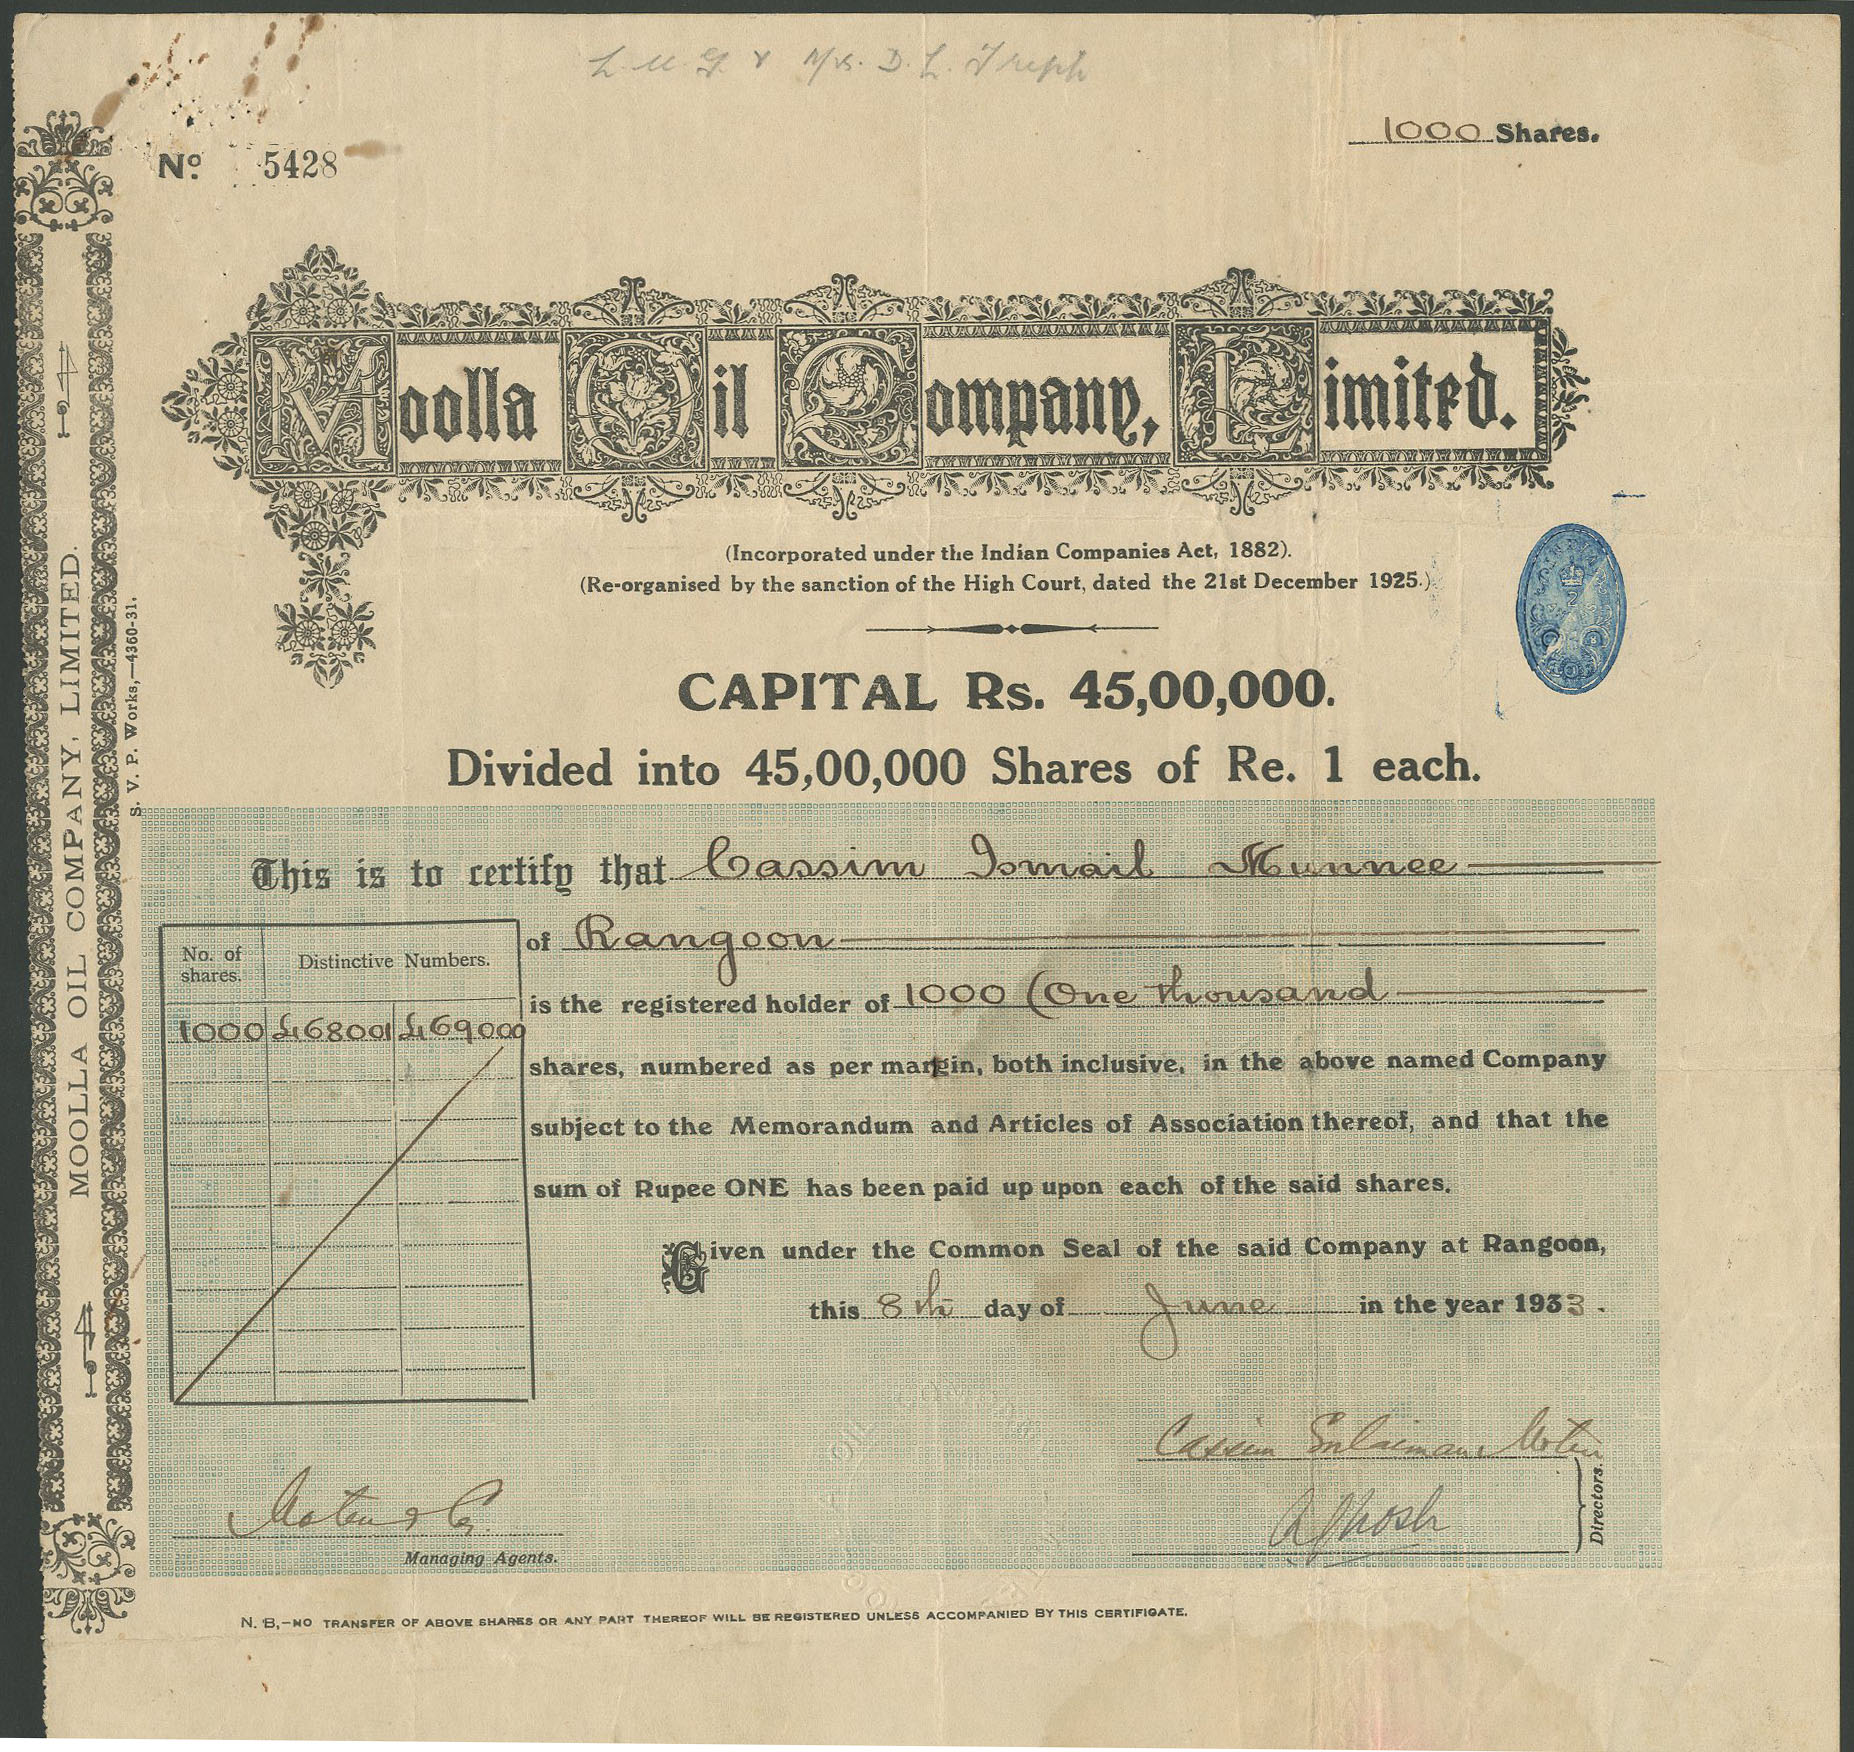 No. 5428
1000 Shares.
Moolla Oil Company, Limited.
(Incorporated under the Indian Companies Act, 1882).
(Re-organised by the sanction of the High Court, dated the 21st December 1925.)
CAPITAL Rs. 45,00,000.
Divided into 45,00,000 Shares of Re. 1 each.
This is to certify that Cassim Ismail Munnee
of Rangoon
is the registered holder of 1000 (One thousand
shares, numbered as per margin, both inclusive, in the above named Company
subject to the Memorandum and Articles of Association thereof, and that the
sum of Rupee ONE has been paid up upon each of the said shares.
No. of shares. Distinctive Numbers.
1000 468001 469000
Given under the Common Seal of the said Company at Rangoon,
this 8th day of June in the year 1933.
Cassim Sulaiman Moten
A Ghosh
Directors.
Moten & Co.
Managing Agents.
N. B,—NO TRANSFER OF ABOVE SHARES OR ANY PART THEREOF WILL BE REGISTERED UNLESS ACCOMPANIED BY THIS CERTIFICATE.
MOOLLA OIL COMPANY, LIMITED.
S. V. P. Works,—4360-31.